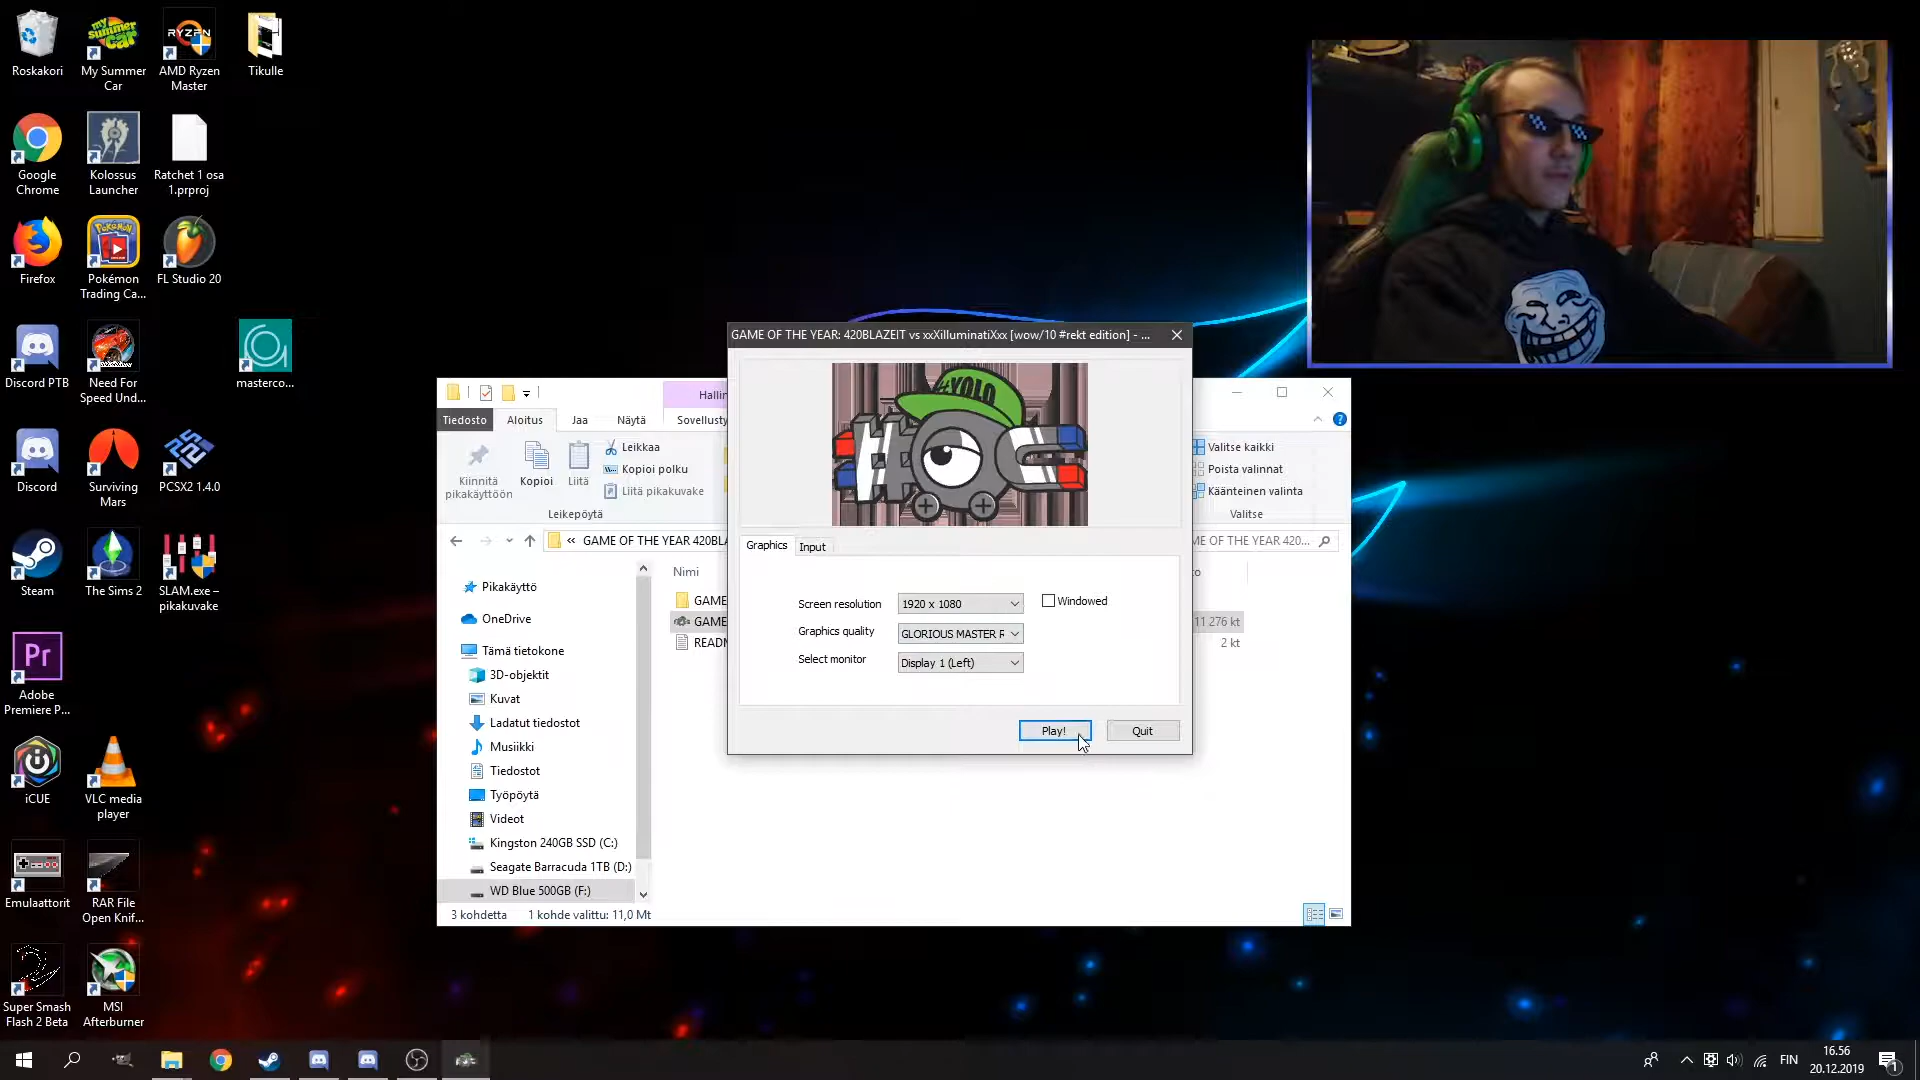 Roskakori
My Summer
Car
AMD Ryzen
Master
Tikulle
Google
Chrome
Kolossus
Launcher
Ratchet 1 osa
1.prproj
Firefox
Pokémon
Trading Ca...
FL Studio 20
Discord PTB
Need For
Speed Und...
masterco...
Discord
Surviving
Mars
PCSX2 1.4.0
Steam
The Sims 2
SLAM.exe –
pikakuvake
Adobe
Premiere P...
iCUE
VLC media
player
Emulaattorit
RAR File
Open Knif...
Super Smash
Flash 2 Beta
MSI
Afterburner
my summer car
RYZEN
Pokémon
Pr
GAME OF THE YEAR: 420BLAZEIT vs xxXilluminatiXxx [wow/10 #rekt edition] - ...
#YOLO
Graphics
Input
Screen resolution
1920 x 1080
Windowed
Graphics quality
GLORIOUS MASTER R
Select monitor
Display 1 (Left)
Play!
Quit
Hallin
Tiedosto
Aloitus
Jaa
Näytä
Sovellusty
Kiinnitä
pikakäyttöön
Kopioi
Liitä
Leikkaa
Kopioi polku
Liitä pikakuvake
Leikepöytä
Valitse kaikki
Poista valinnat
Käänteinen valinta
Valitse
« GAME OF THE YEAR 420BLA
ME OF THE YEAR 420...
Nimi
GAME
GAME
11 276 kt
READ
2 kt
Pikakäyttö
OneDrive
Tämä tietokone
3D-objektit
Kuvat
Ladatut tiedostot
Musiikki
Tiedostot
Työpöytä
Videot
Kingston 240GB SSD (C:)
Seagate Barracuda 1TB (D:)
WD Blue 500GB (F:)
3 kohdetta
1 kohde valittu: 11,0 Mt
FIN
16.56
20.12.2019
1